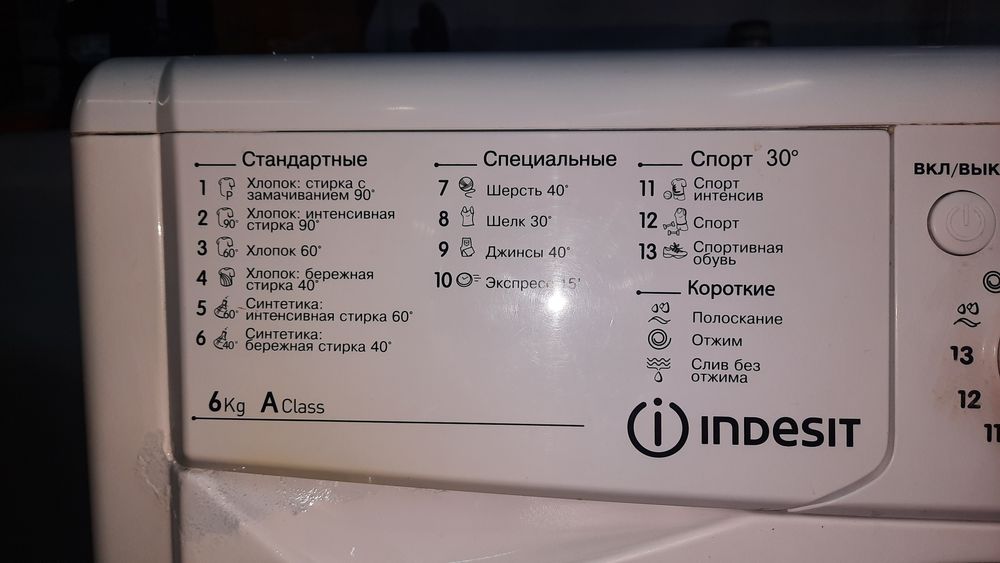 Стандартные
1 Хлопок: стирка с
замачиванием 90°
2 Хлопок: интенсивная
стирка 90°
3 Хлопок 60°
4 Хлопок: бережная
стирка 40°
5 Синтетика:
интенсивная стирка 60°
6 Синтетика:
бережная стирка 40°
6Kg A Class
Специальные
7 Шерсть 40°
8 Шелк 30°
9 Джинсы 40°
10 Экспресс 15'
Спорт 30°
11 Спорт
интенсив
12 Спорт
13 Спортивная
обувь
Короткие
Полоскание
Отжим
Слив без
отжима
indesit
ВКЛ/ВЫК
13
12
11